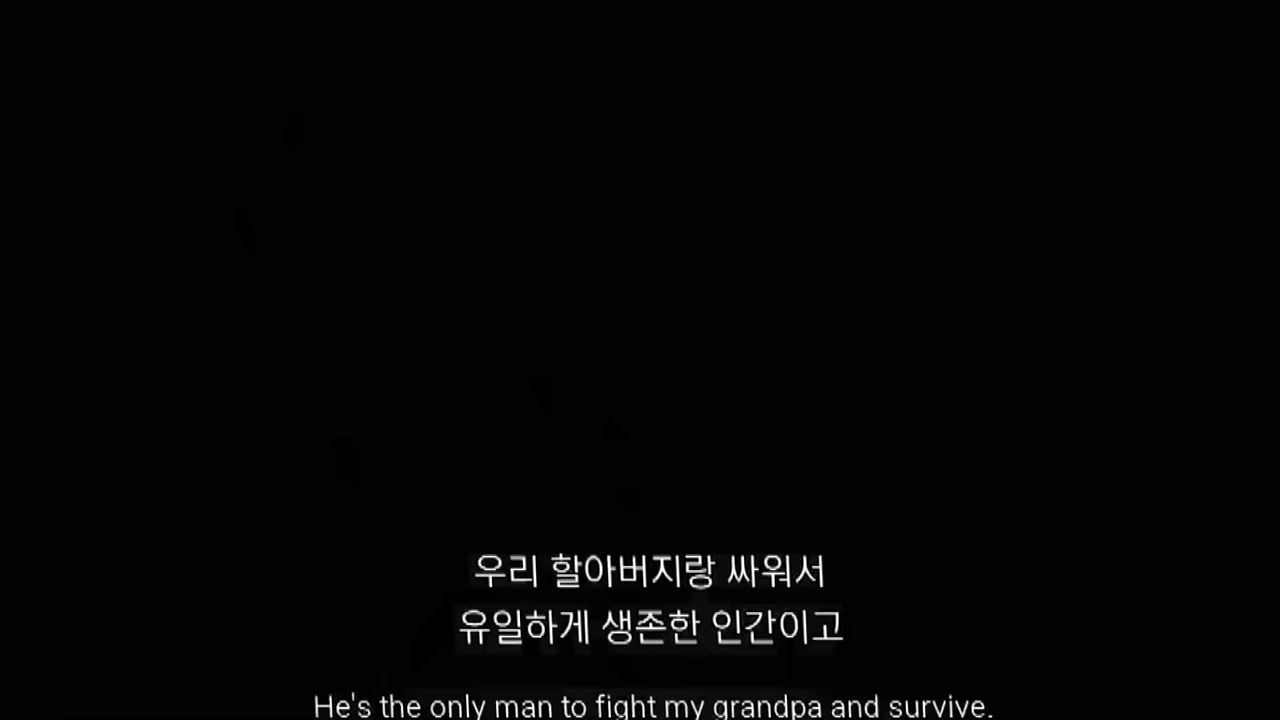 우리 할아버지랑 싸워서
유일하게 생존한 인간이고
He's the only man to fight my grandpa and survive.